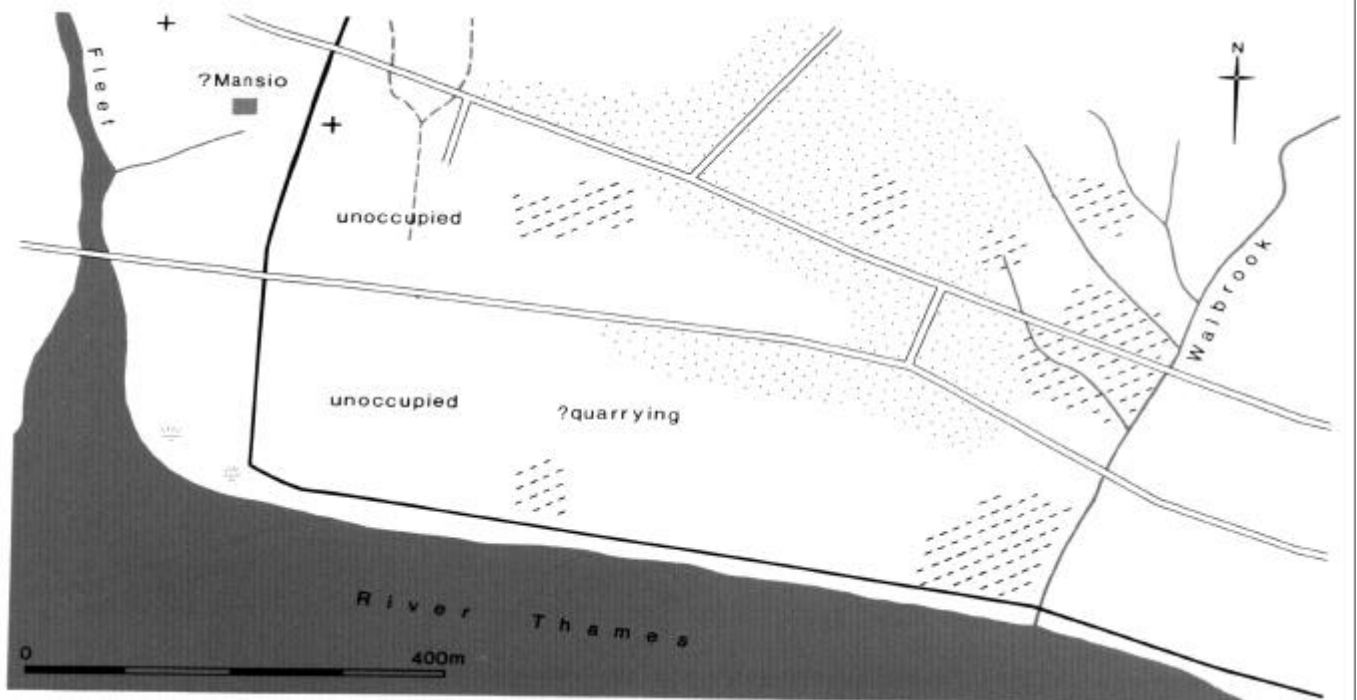 Fleet
?Mansio
N
unoccupied
Walbrook
unoccupied
?quarrying
River Thames
0
400m